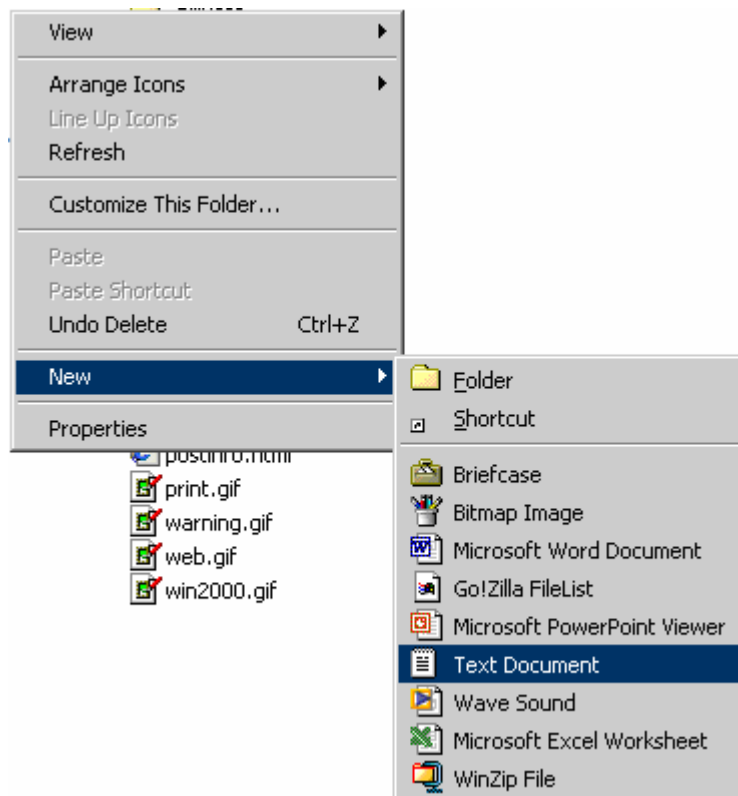 View
Arrange Icons
Line Up Icons
Refresh
Customize This Folder...
Paste
Paste Shortcut
Undo Delete Ctrl+Z
New
Properties
Folder
Shortcut
Briefcase
Bitmap Image
Microsoft Word Document
Go!Zilla FileList
Microsoft PowerPoint Viewer
Text Document
Wave Sound
Microsoft Excel Worksheet
WinZip File
postinfo.html
print.gif
warning.gif
web.gif
win2000.gif